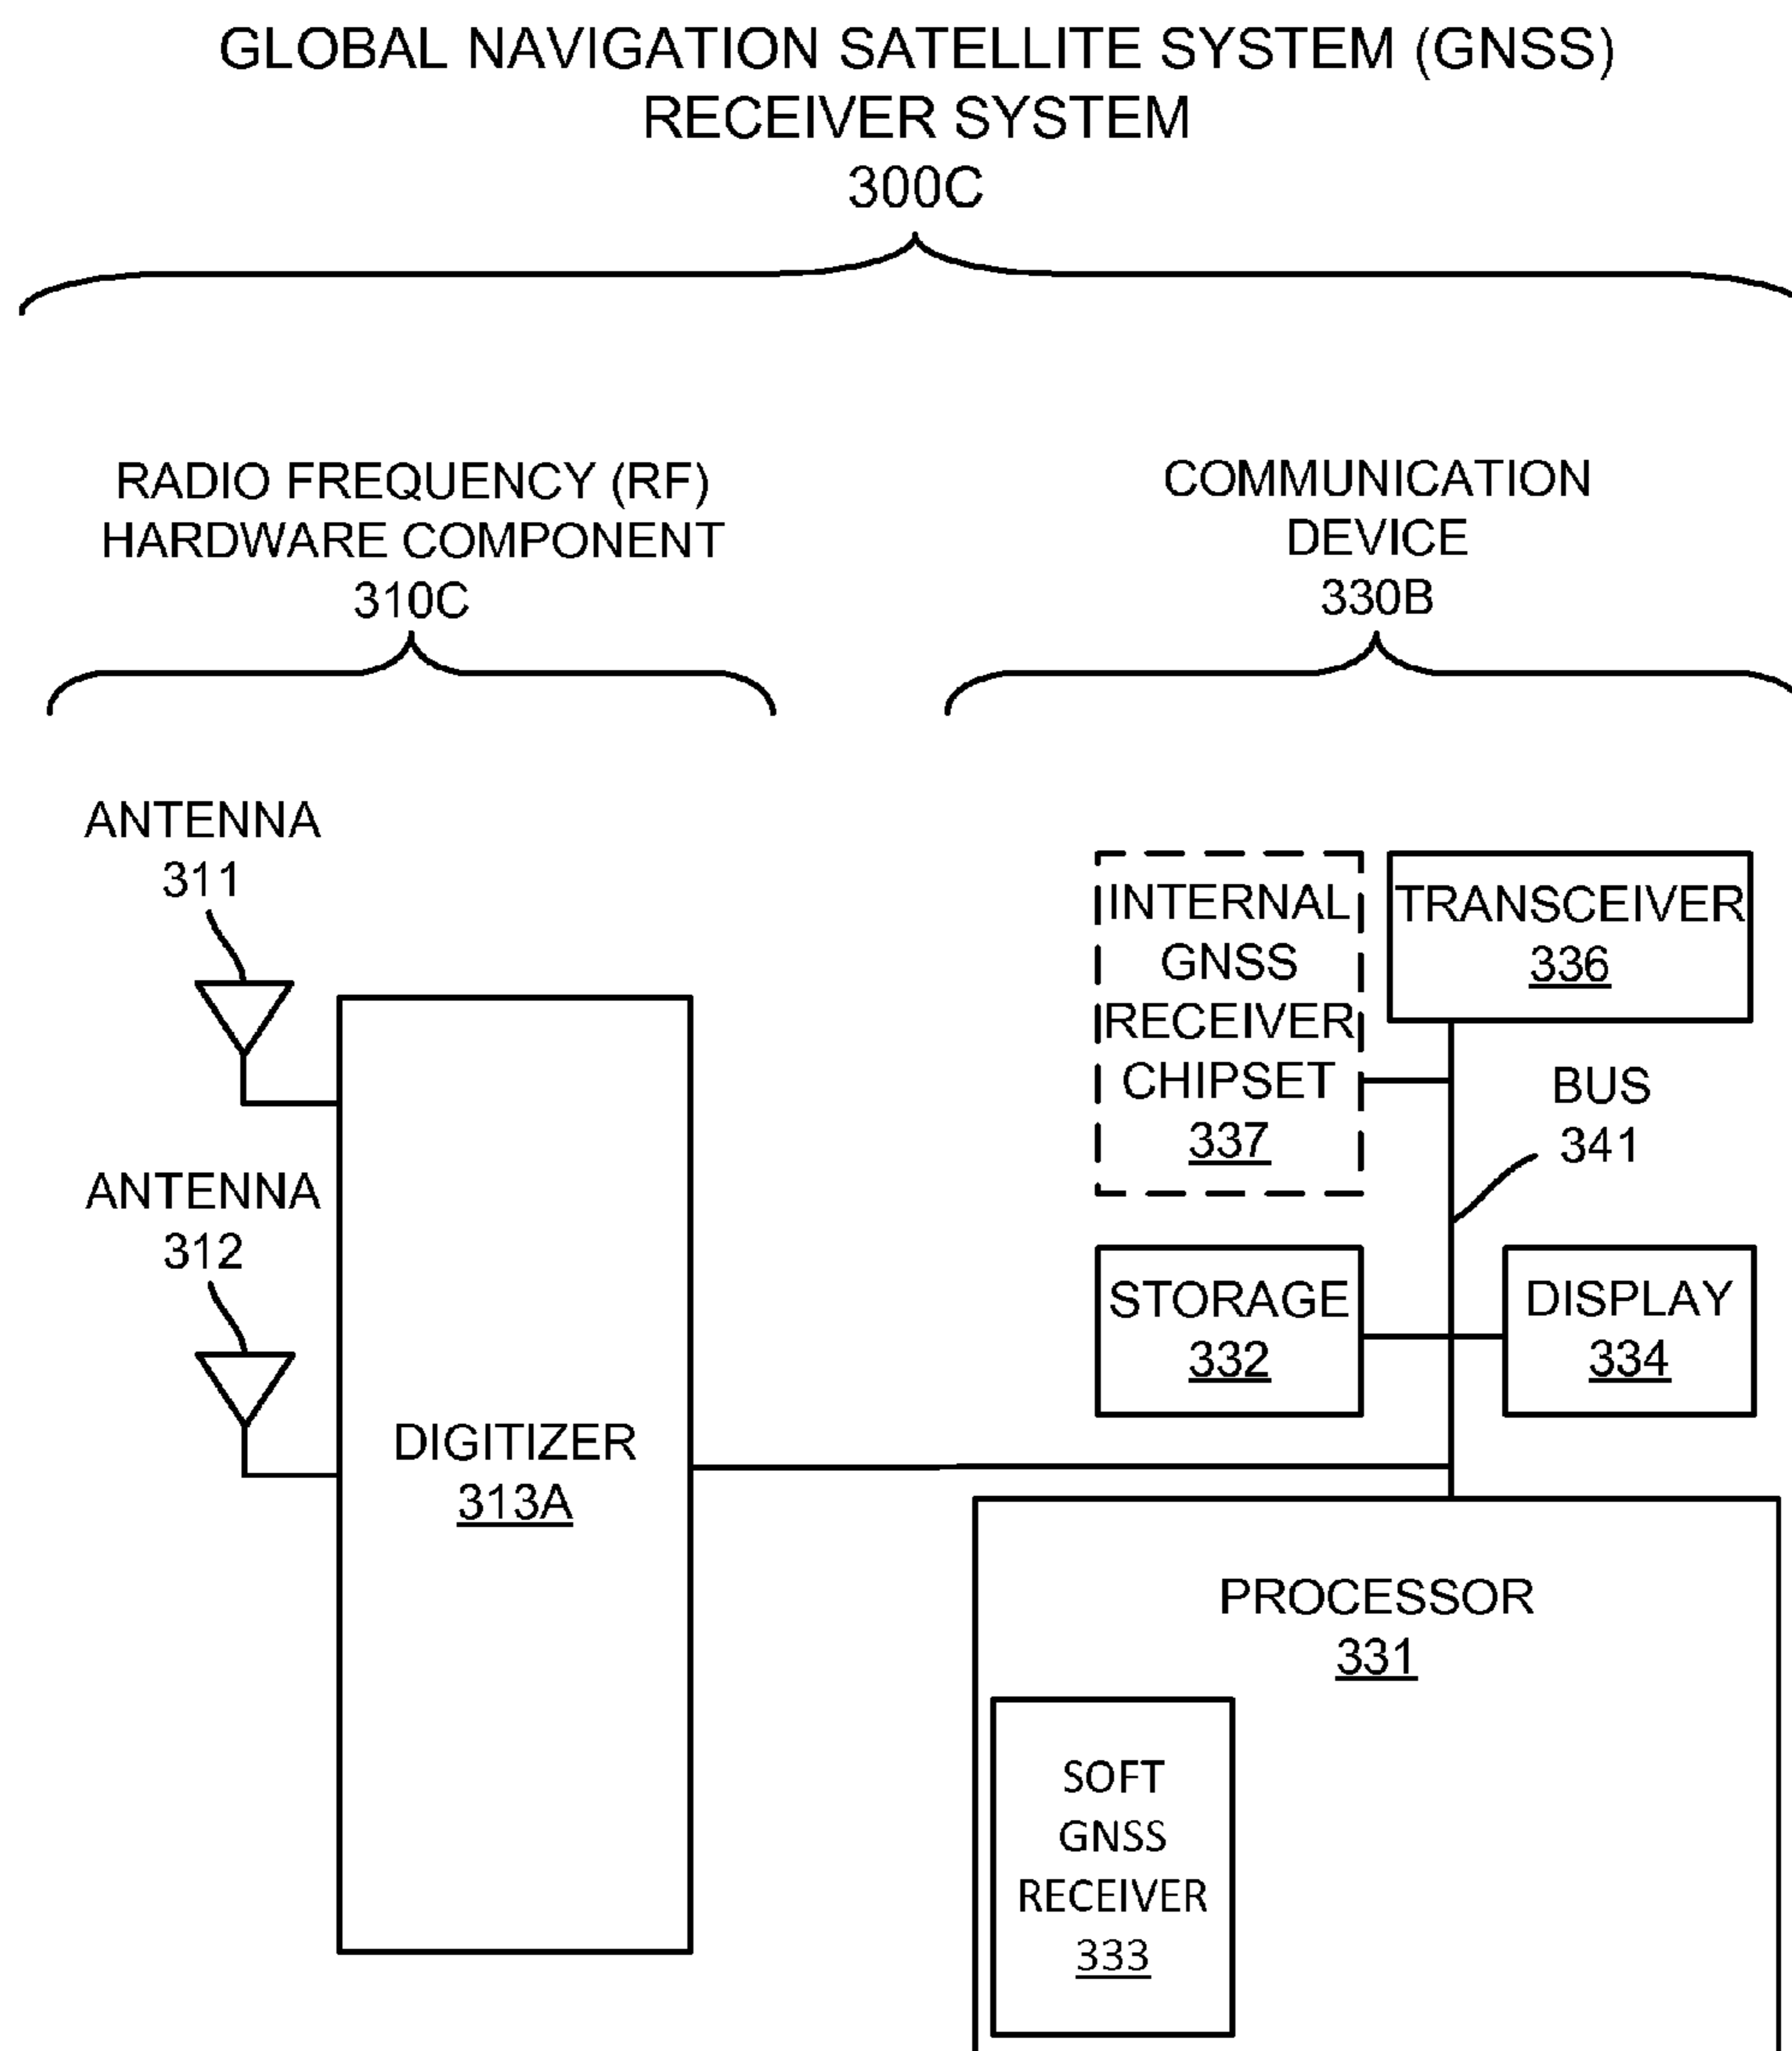 GLOBAL NAVIGATION SATELLITE SYSTEM (GNSS)
RECEIVER SYSTEM
300C
RADIO FREQUENCY (RF)
HARDWARE COMPONENT
310C
COMMUNICATION
DEVICE
330B
ANTENNA
311
ANTENNA
312
DIGITIZER
313A
INTERNAL
GNSS
RECEIVER
CHIPSET
337
TRANSCEIVER
336
BUS
341
STORAGE
332
DISPLAY
334
PROCESSOR
331
SOFT
GNSS
RECEIVER
333